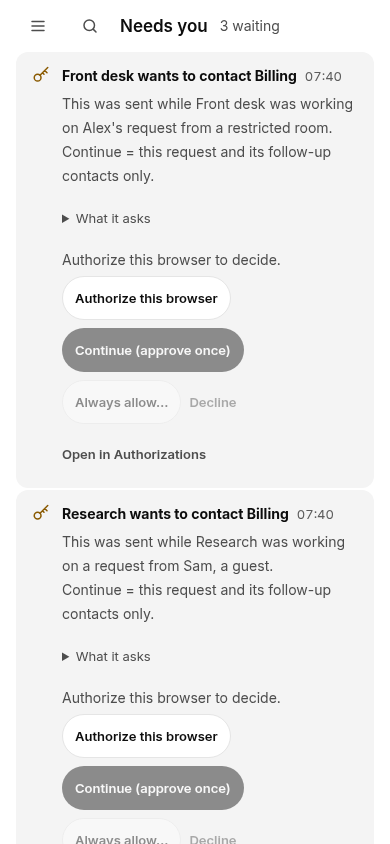 Needs you 3 waiting
Front desk wants to contact Billing 07:40
This was sent while Front desk was working
on Alex's request from a restricted room.
Continue = this request and its follow-up
contacts only.
What it asks
Authorize this browser to decide.
Authorize this browser
Continue (approve once)
Always allow... Decline
Open in Authorizations
Research wants to contact Billing 07:40
This was sent while Research was working
on a request from Sam, a guest.
Continue = this request and its follow-up
contacts only.
What it asks
Authorize this browser to decide.
Authorize this browser
Continue (approve once)
Always allow... Decline